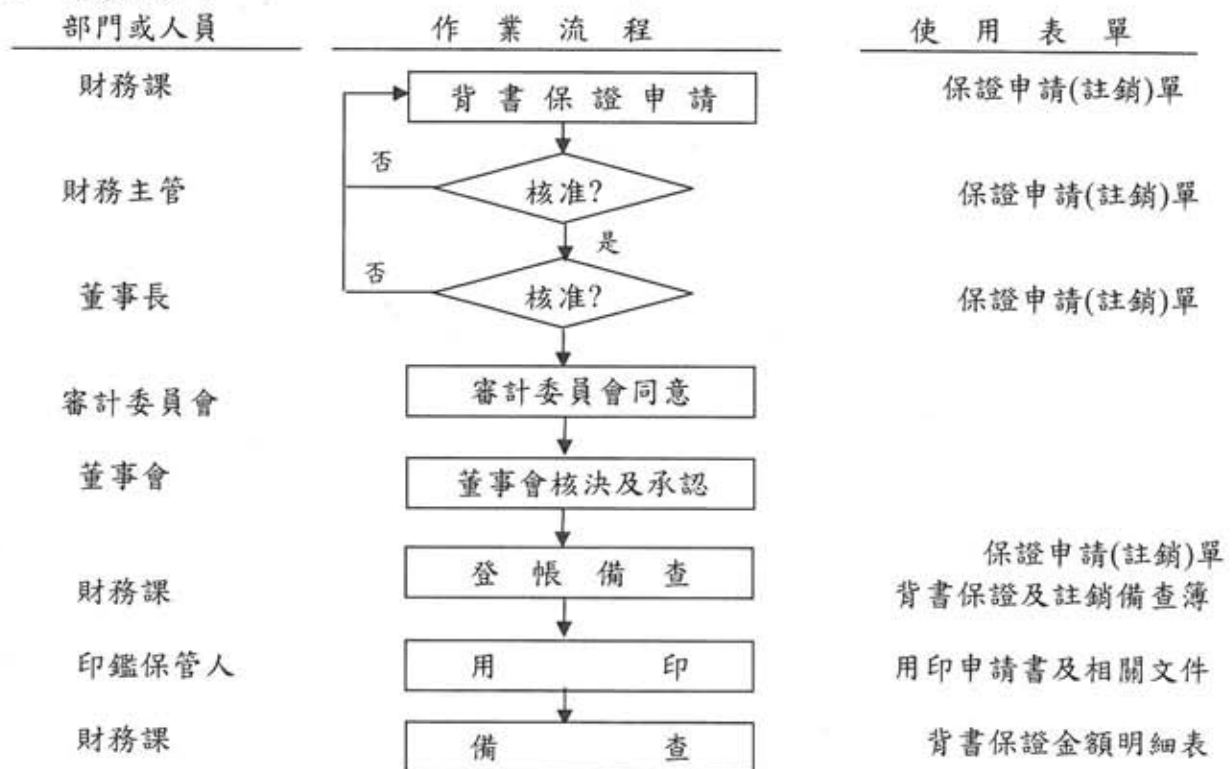 部門或人員 作業流程 使用表單
財務課 背書保證申請 保證申請(註銷)單
否
財務主管 核准? 保證申請(註銷)單
是
否
董事長 核准? 保證申請(註銷)單
審計委員會 審計委員會同意
董事會 董事會核決及承認
保證申請(註銷)單
財務課 登帳備查 背書保證及註銷備查簿
印鑑保管人 用印 用印申請書及相關文件
財務課 備查 背書保證金額明細表